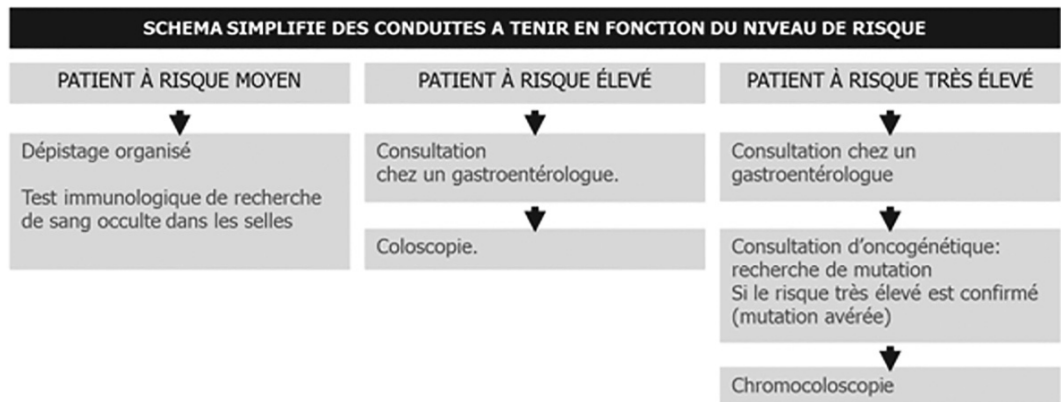 SCHEMA SIMPLIFIE DES CONDUITES A TENIR EN FONCTION DU NIVEAU DE RISQUE
PATIENT À RISQUE MOYEN
Dépistage organisé
Test immunologique de recherche
de sang occulte dans les selles
PATIENT À RISQUE ÉLEVÉ
Consultation
chez un gastroentérologue.
Coloscopie.
PATIENT À RISQUE TRÈS ÉLEVÉ
Consultation chez un
gastroentérologue
Consultation d'oncogénétique:
recherche de mutation
Si le risque très élevé est confirmé
(mutation avérée)
Chromocoloscopie